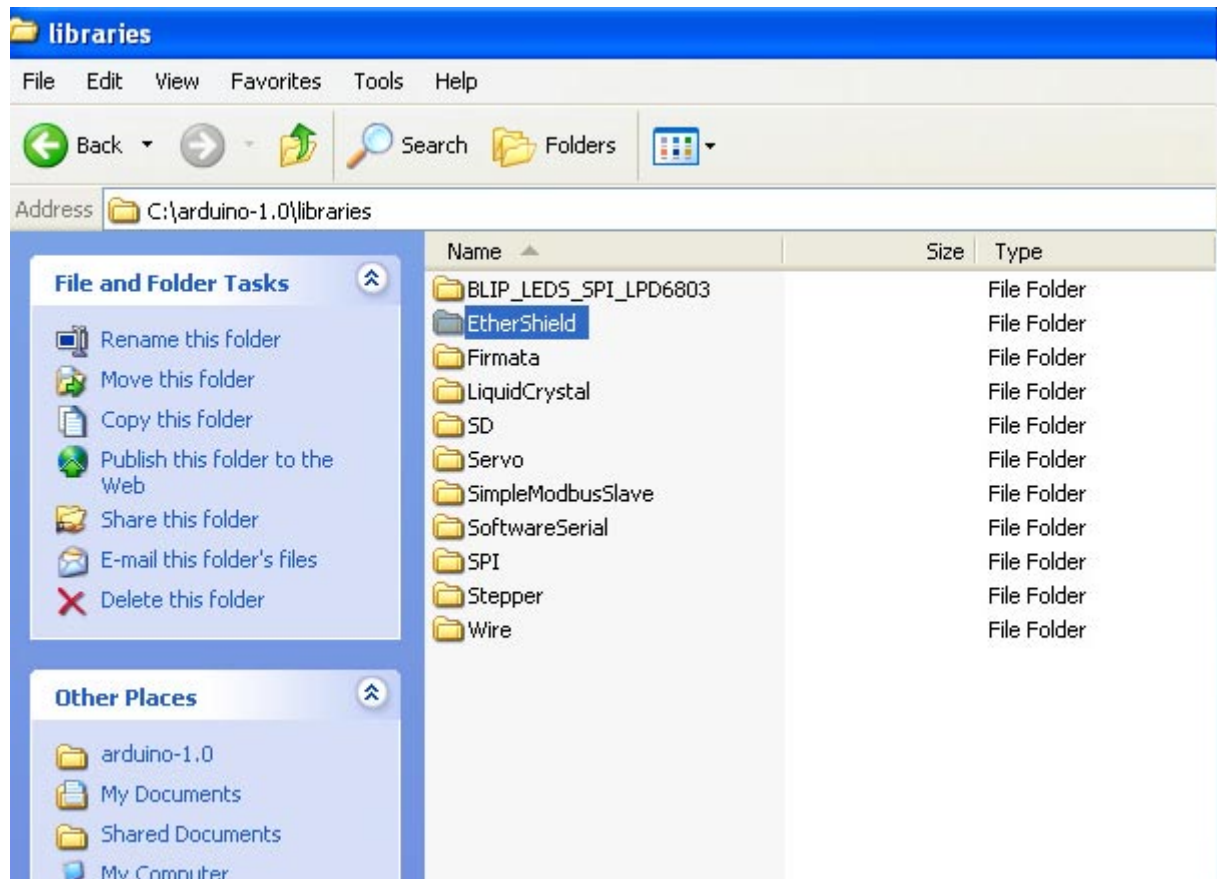 libraries
File Edit View Favorites Tools Help
Back Search Folders
Address C:\arduino-1.0\libraries
Name Size Type
File and Folder Tasks
Rename this folder
Move this folder
Copy this folder
Publish this folder to the
Web
Share this folder
E-mail this folder's files
Delete this folder
Other Places
arduino-1.0
My Documents
Shared Documents
My Computer
BLIP_LEDS_SPI_LPD6803 File Folder
EtherShield File Folder
Firmata File Folder
LiquidCrystal File Folder
SD File Folder
Servo File Folder
SimpleModbusSlave File Folder
SoftwareSerial File Folder
SPI File Folder
Stepper File Folder
Wire File Folder